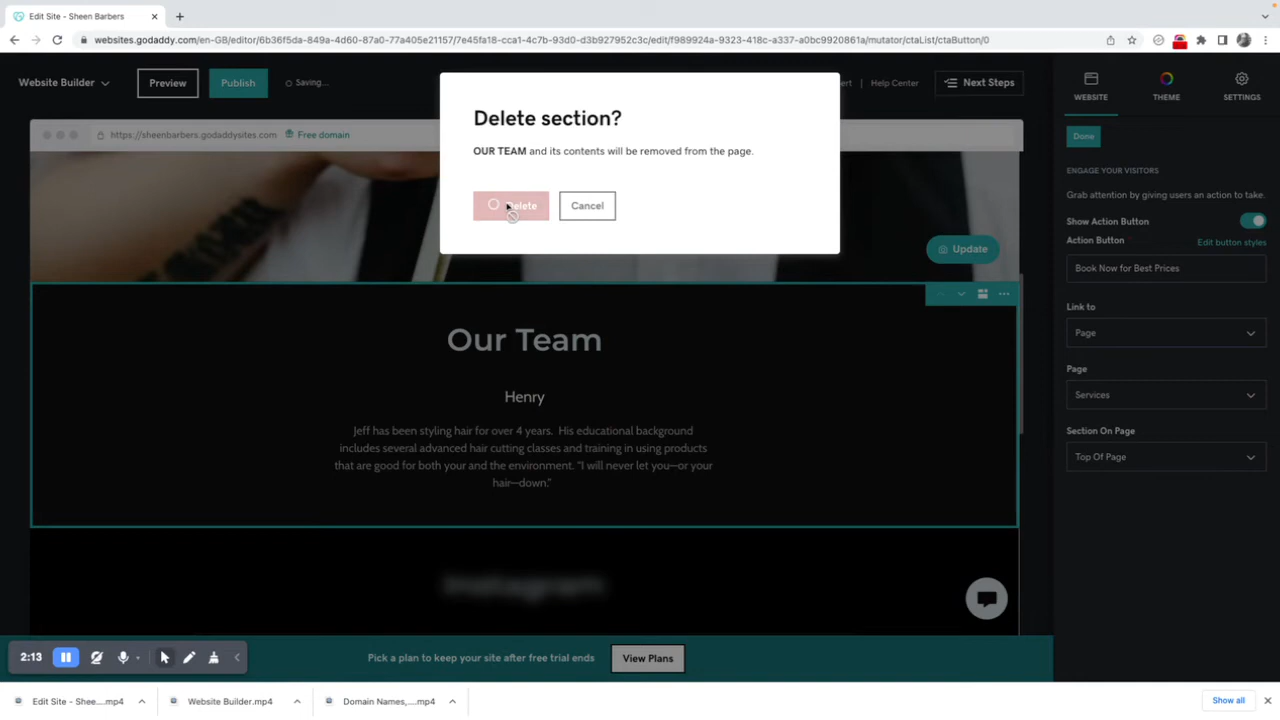 Edit Site - Sheen Barbers
websites.godaddy.com/en-GB/editor/6b36f5da-849a-4d60-87a0-77a405e21157/7e45fa18-cca1-4c7b-93d0-d3b927952c3c/edit/f989924a-9323-418c-a337-a0bc9920861a/mutator/ctaList/ctaButton/0
Website Builder
Preview
Publish
Saving...
Help Center
Next Steps
WEBSITE
THEME
SETTINGS
https://sheenbarbers.godaddysites.com
Free domain
Delete section?
OUR TEAM and its contents will be removed from the page.
Delete
Cancel
Update
Done
ENGAGE YOUR VISITORS
Grab attention by giving users an action to take.
Show Action Button
Action Button
Edit button styles
Book Now for Best Prices
Link to
Page
Page
Services
Section On Page
Top Of Page
Our Team
Henry
Jeff has been styling hair for over 4 years. His educational background
includes several advanced hair cutting classes and training in using products
that are good for both your and the environment. "I will never let you—or your
hair—down."
Instagram
2:13
Pick a plan to keep your site after free trial ends
View Plans
Edit Site - Shee....mp4
Website Builder.mp4
Domain Names,....mp4
Show all